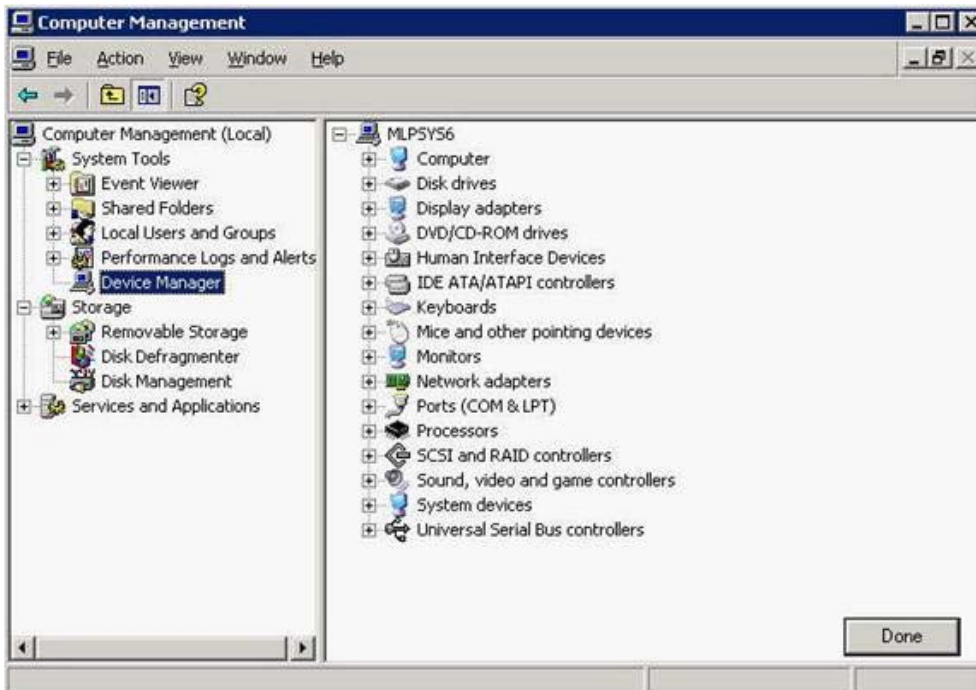 Computer Management
File Action View Window Help
Computer Management (Local)
System Tools
Event Viewer
Shared Folders
Local Users and Groups
Performance Logs and Alerts
Device Manager
Storage
Removable Storage
Disk Defragmenter
Disk Management
Services and Applications
MLPSYS6
Computer
Disk drives
Display adapters
DVD/CD-ROM drives
Human Interface Devices
IDE ATA/ATAPI controllers
Keyboards
Mice and other pointing devices
Monitors
Network adapters
Ports (COM & LPT)
Processors
SCSI and RAID controllers
Sound, video and game controllers
System devices
Universal Serial Bus controllers
Done